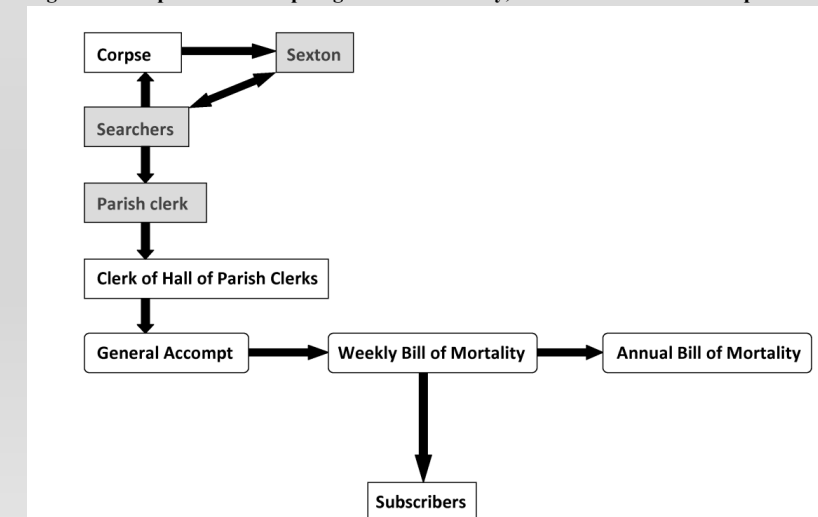 Corpse
Sexton
Searchers
Parish clerk
Clerk of Hall of Parish Clerks
General Accompt
Weekly Bill of Mortality
Annual Bill of Mortality
Subscribers